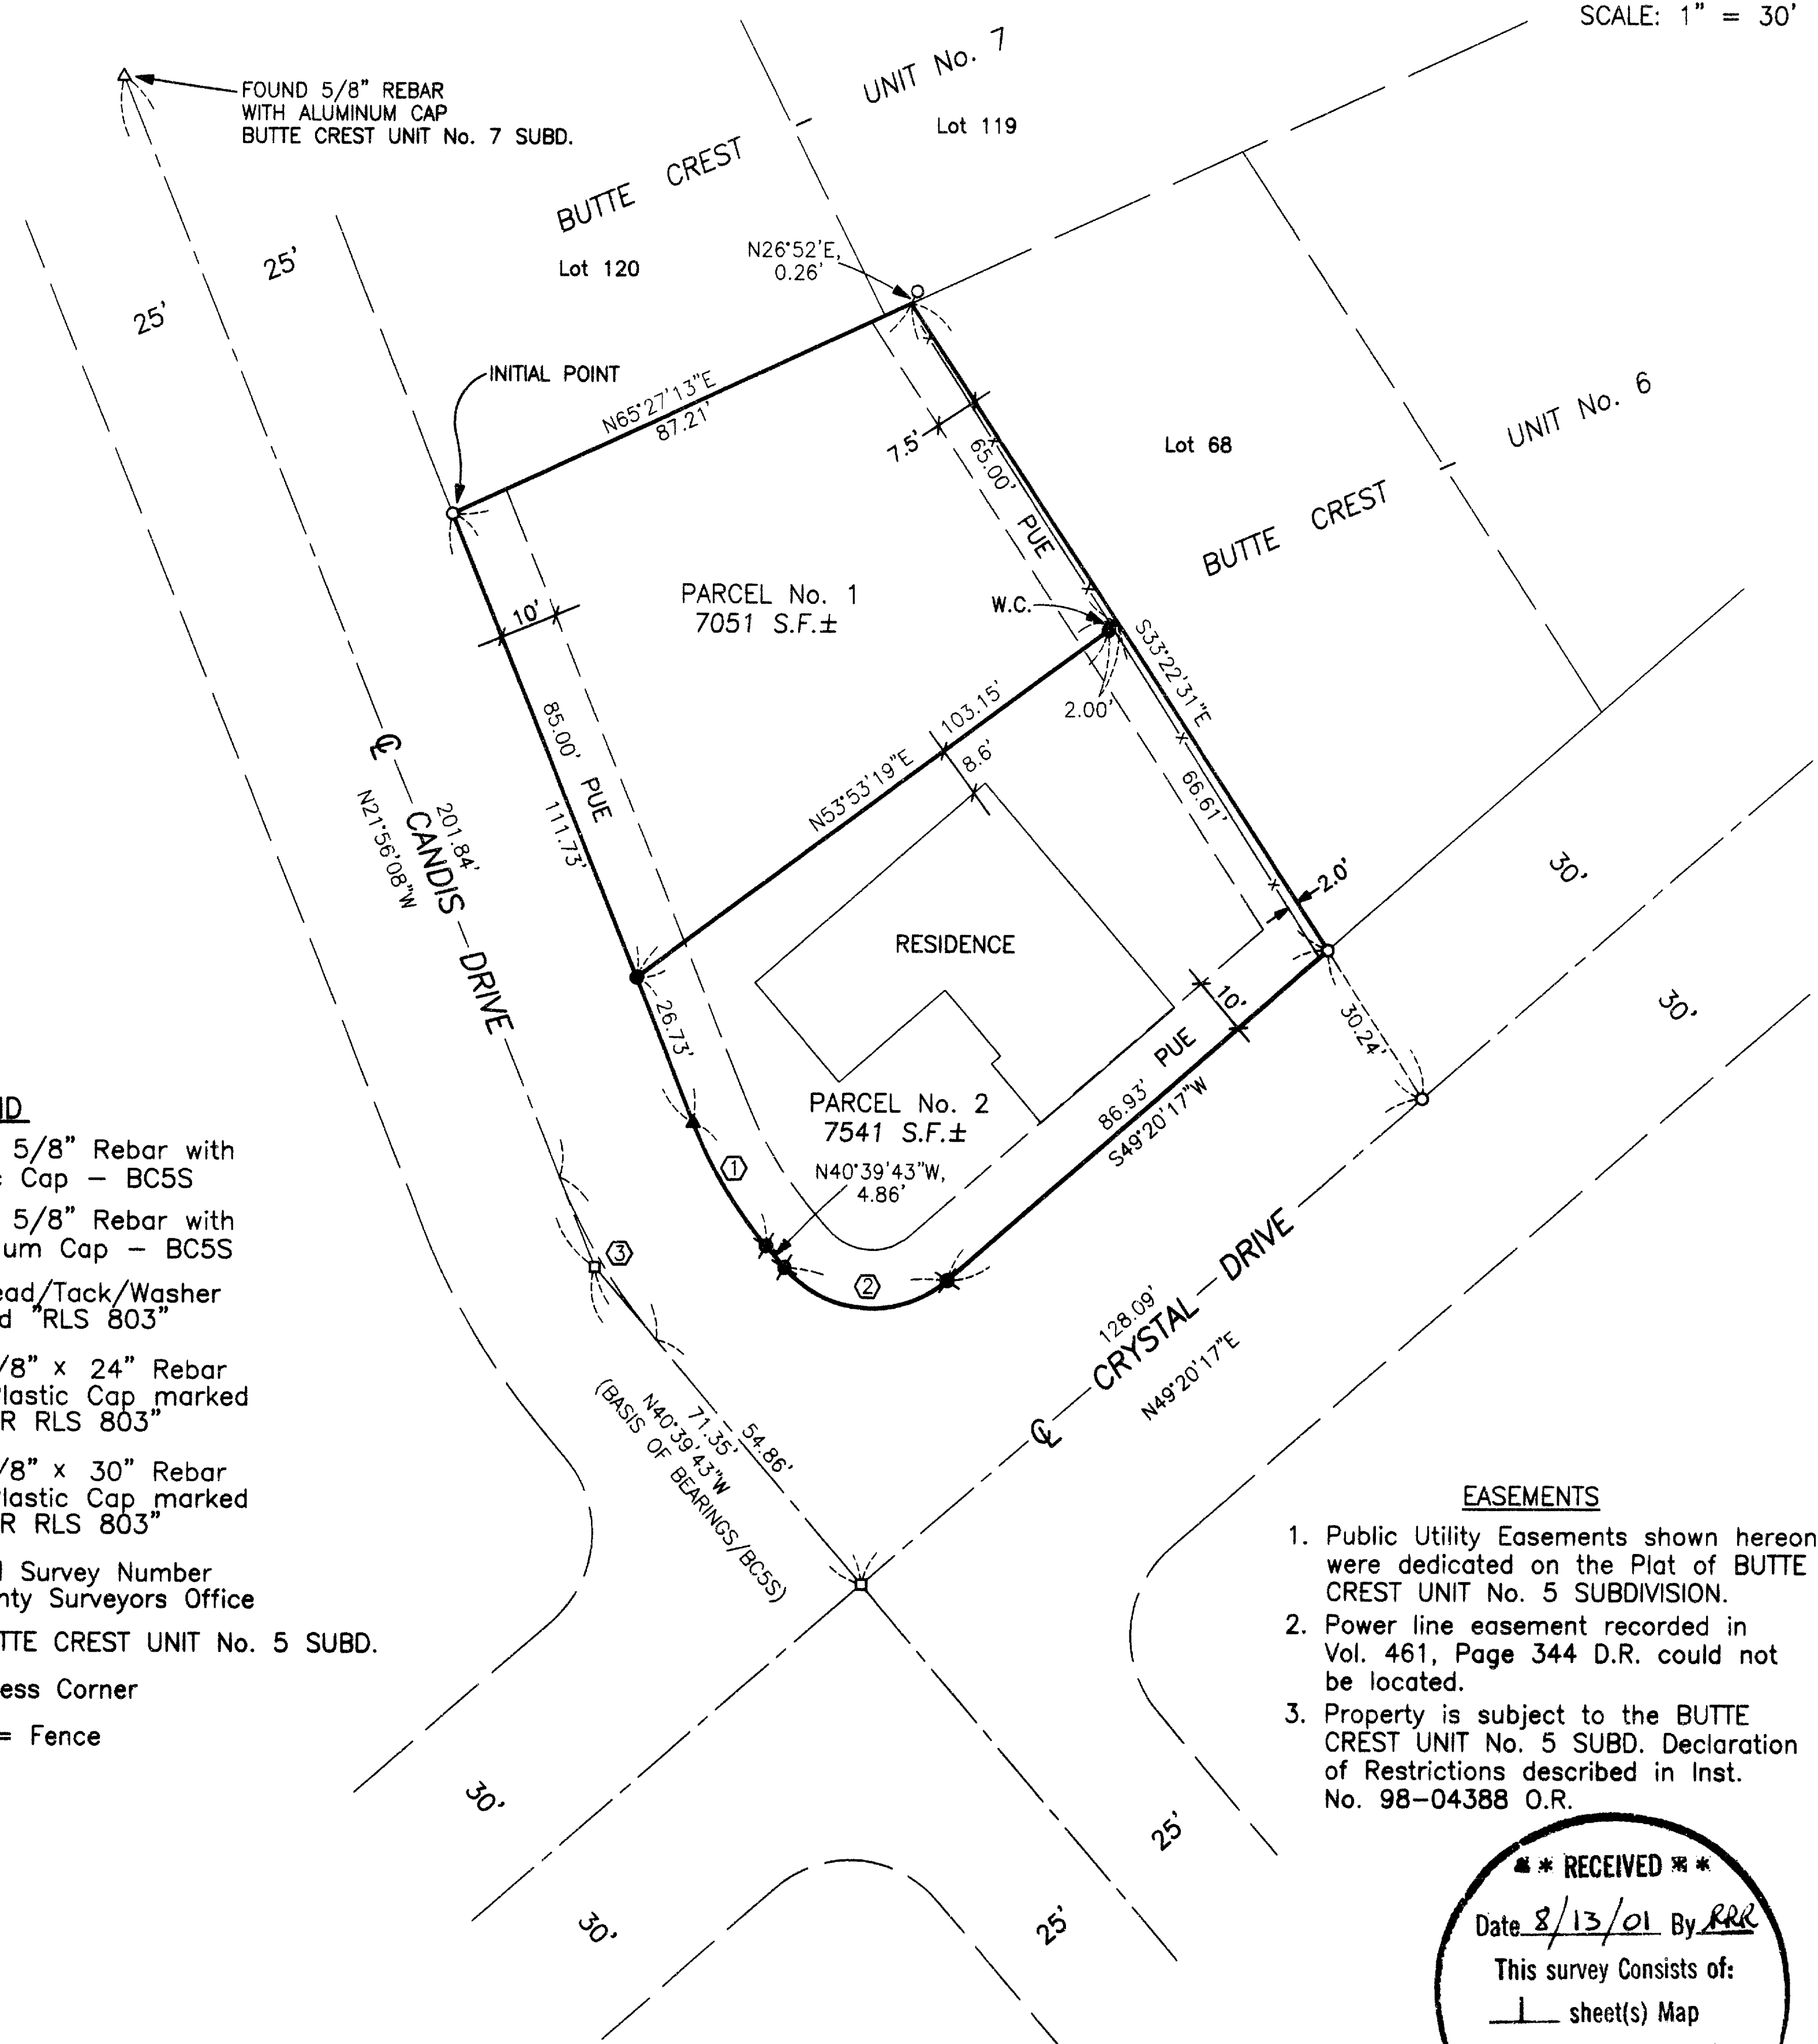 SCALE: 1" = 30'
FOUND 5/8" REBAR
WITH ALUMINUM CAP
BUTTE CREST UNIT No. 7 SUBD.
BUTTE CREST UNIT No. 7
Lot 119
Lot 120
25'
25'
N26°52'E,
0.26'
INITIAL POINT
N65°27'13"E
87.21'
7.5'
65.00'
PUE
Lot 68
BUTTE CREST UNIT No. 6
PARCEL No. 1
7051 S.F.±
W.C.
10'
2.00'
S33°22'31"E
85.00' PUE
111.73'
N53°53'19"E
103.15'
8.6'
66.61'
2.0'
℄
201.84'
CANDIS DRIVE
N21°56'08"W
RESIDENCE
26.73'
10'
30.24'
30'
30'
PARCEL No. 2
7541 S.F.±
86.93' PUE
S49°20'17"W
N40°39'43"W,
4.86'
1
2
3
128.09'
℄ CRYSTAL DRIVE
N49°20'17"E
54.86'
71.35'
N40°39'43"W
(BASIS OF BEARINGS/BC5S)
5/8" Rebar with
Cap – BC5S
5/8" Rebar with
Cap – BC5S
/Tack/Washer
"RLS 803"
x 24" Rebar
Plastic Cap marked
RLS 803"
x 30" Rebar
Plastic Cap marked
RLS 803"
Survey Number
Surveyors Office
CREST UNIT No. 5 SUBD.
Corner
= Fence
30'
30'
25'
25'
EASEMENTS
1. Public Utility Easements shown hereon
were dedicated on the Plat of BUTTE
CREST UNIT No. 5 SUBDIVISION.
2. Power line easement recorded in
Vol. 461, Page 344 D.R. could not
be located.
3. Property is subject to the BUTTE
CREST UNIT No. 5 SUBD. Declaration
of Restrictions described in Inst.
No. 98–04388 O.R.
* * RECEIVED * *
Date 8/13/01 By RRR
This survey Consists of:
1 sheet(s) Map